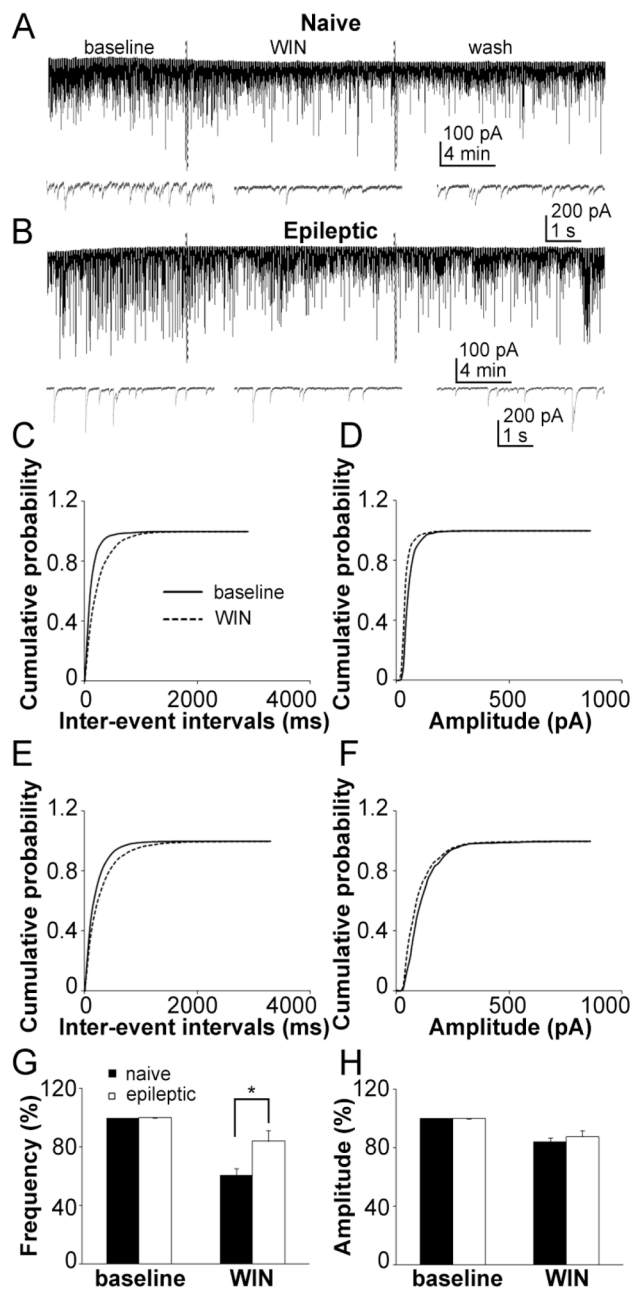 A
Naive
baseline WIN wash
100 pA
4 min
200 pA
1 s
B
Epileptic
100 pA
4 min
200 pA
1 s
C
Cumulative probability
1.2
0.8
0.4
0
baseline
WIN
0 2000 4000
Inter-event intervals (ms)
D
Cumulative probability
1.2
0.8
0.4
0
0 500 1000
Amplitude (pA)
E
Cumulative probability
1.2
0.8
0.4
0
0 2000 4000
Inter-event intervals (ms)
F
Cumulative probability
1.2
0.8
0.4
0
0 500 1000
Amplitude (pA)
G
Frequency (%)
120
80
40
0
naive
epileptic
*
baseline WIN
H
Amplitude (%)
120
80
40
0
baseline WIN